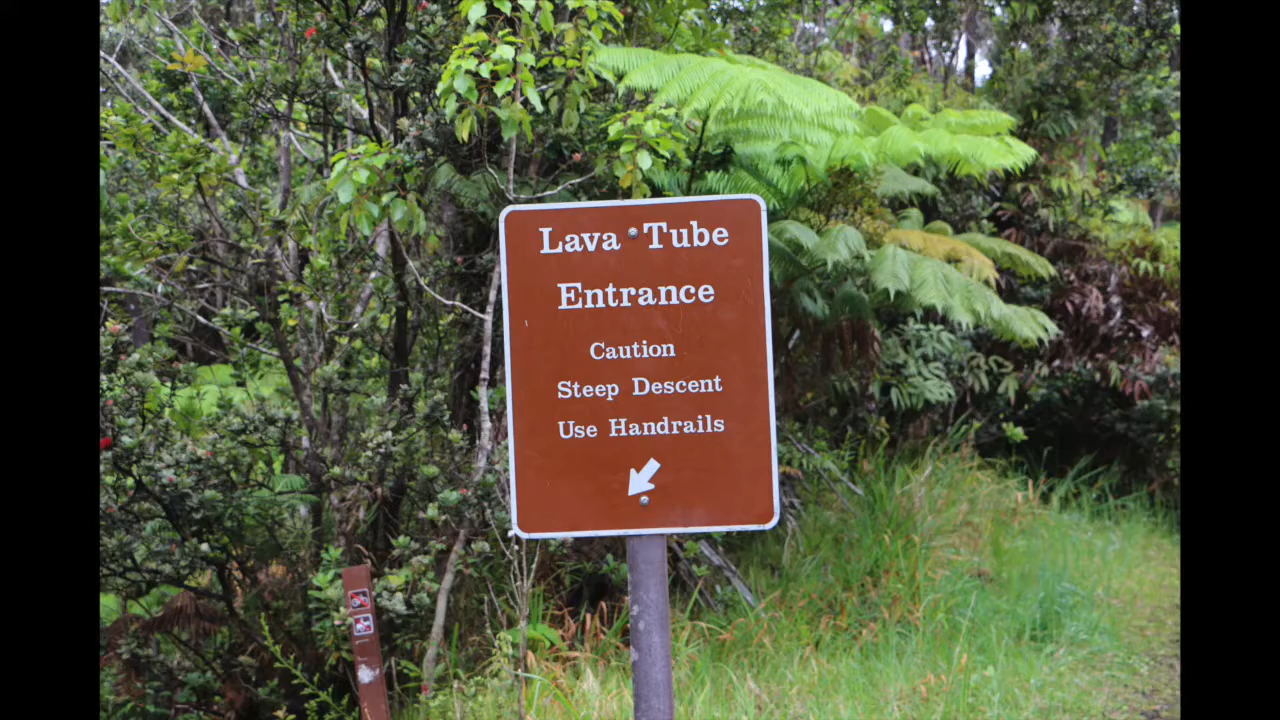 Lava Tube
Entrance
Caution
Steep Descent
Use Handrails